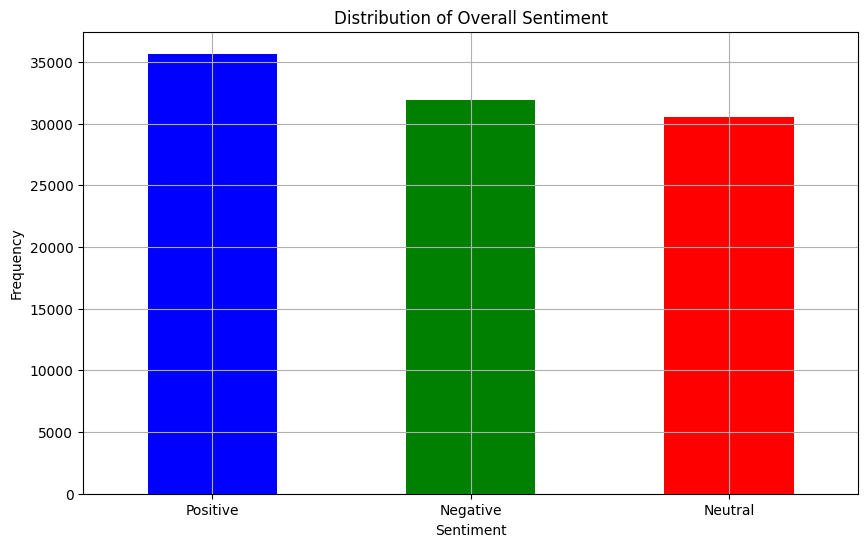 Distribution of Overall Sentiment
Frequency
35000
30000
25000
20000
15000
10000
5000
0
Positive Negative Neutral
Sentiment